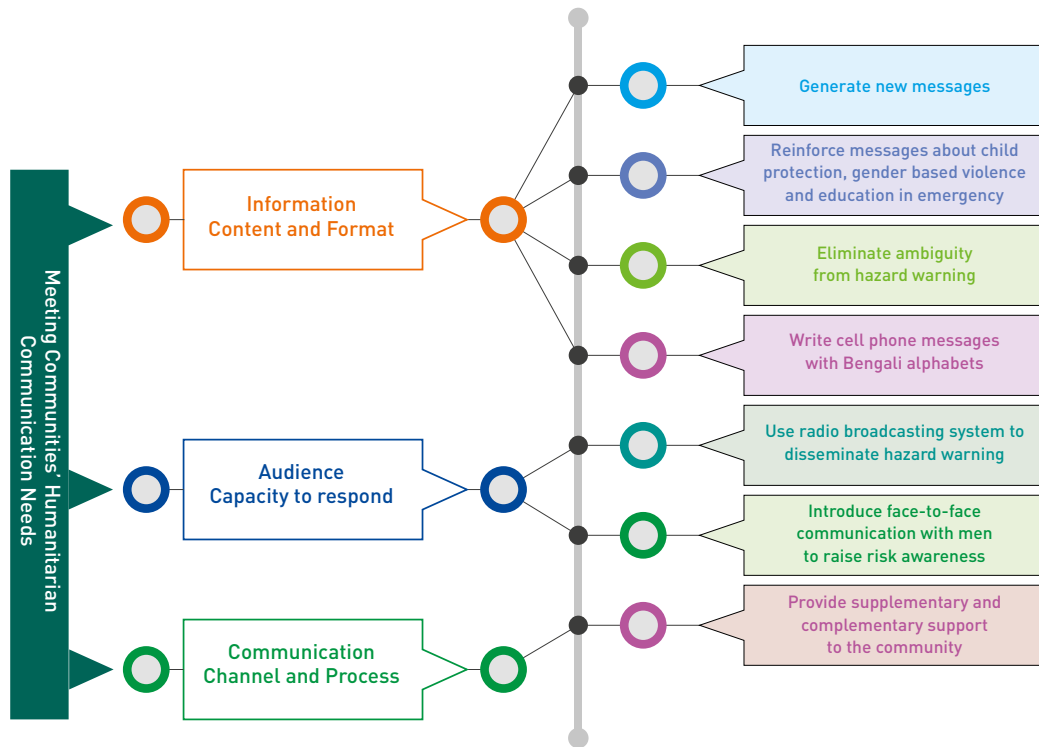 Meeting Communities' Humanitarian
Communication Needs
Information
Content and Format
Audience
Capacity to respond
Communication
Channel and Process
Generate new messages
Reinforce messages about child
protection, gender based violence
and education in emergency
Eliminate ambiguity
from hazard warning
Write cell phone messages
with Bengali alphabets
Use radio broadcasting system to
disseminate hazard warning
Introduce face-to-face
communication with men
to raise risk awareness
Provide supplementary and
complementary support
to the community